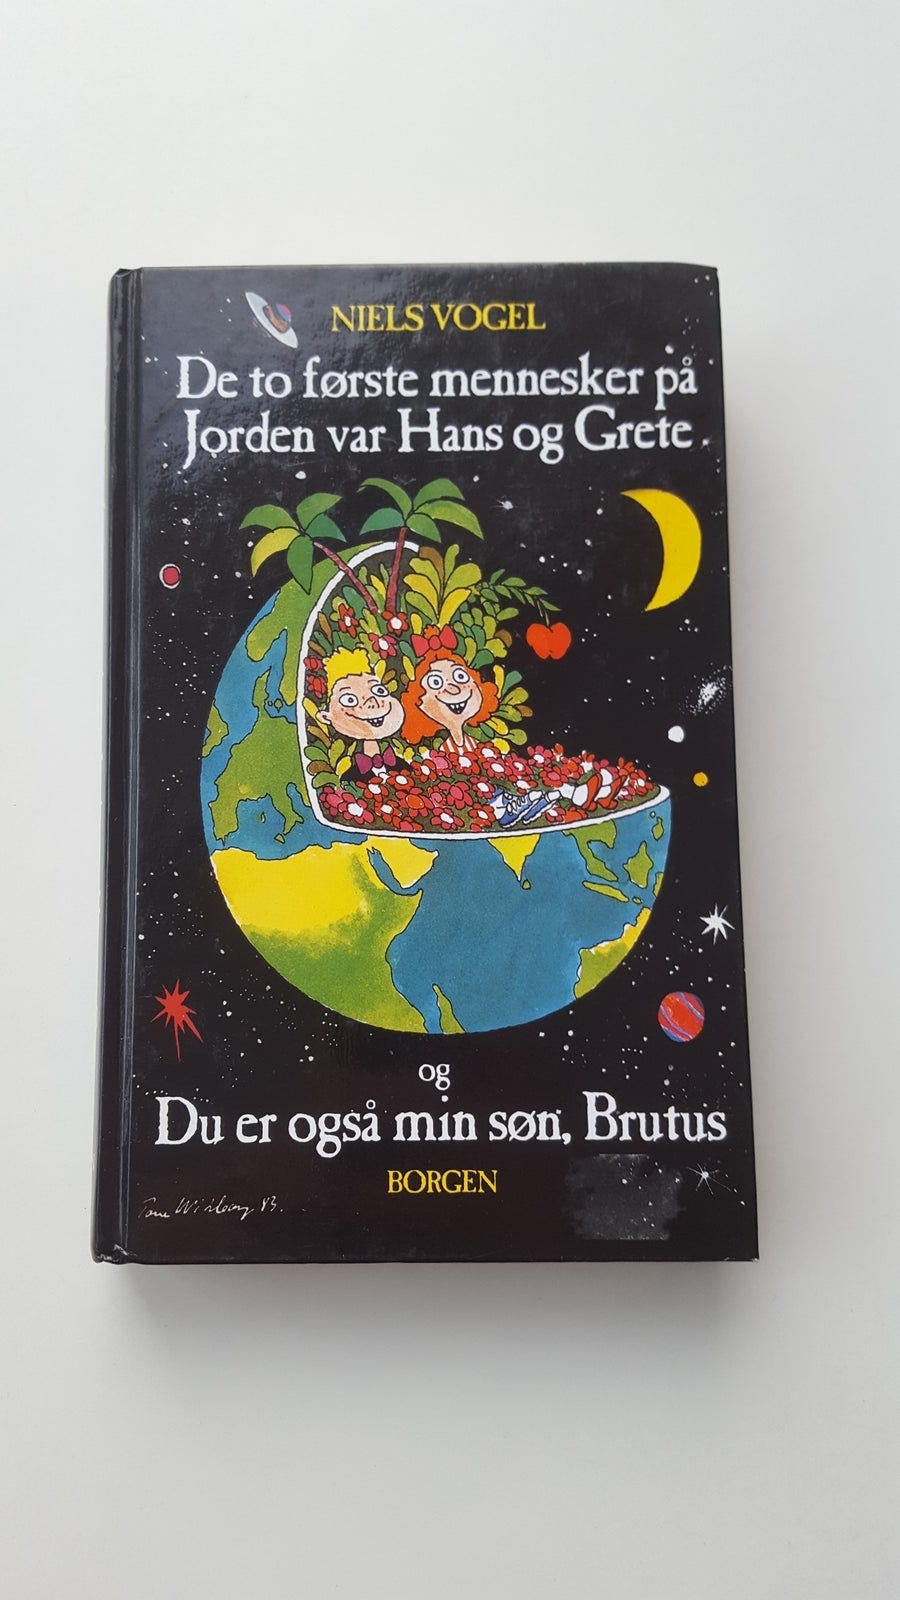 NIELS VOGEL
De to første mennesker på
Jorden var Hans og Grete
og
Du er også min søn, Brutus
BORGEN
83.